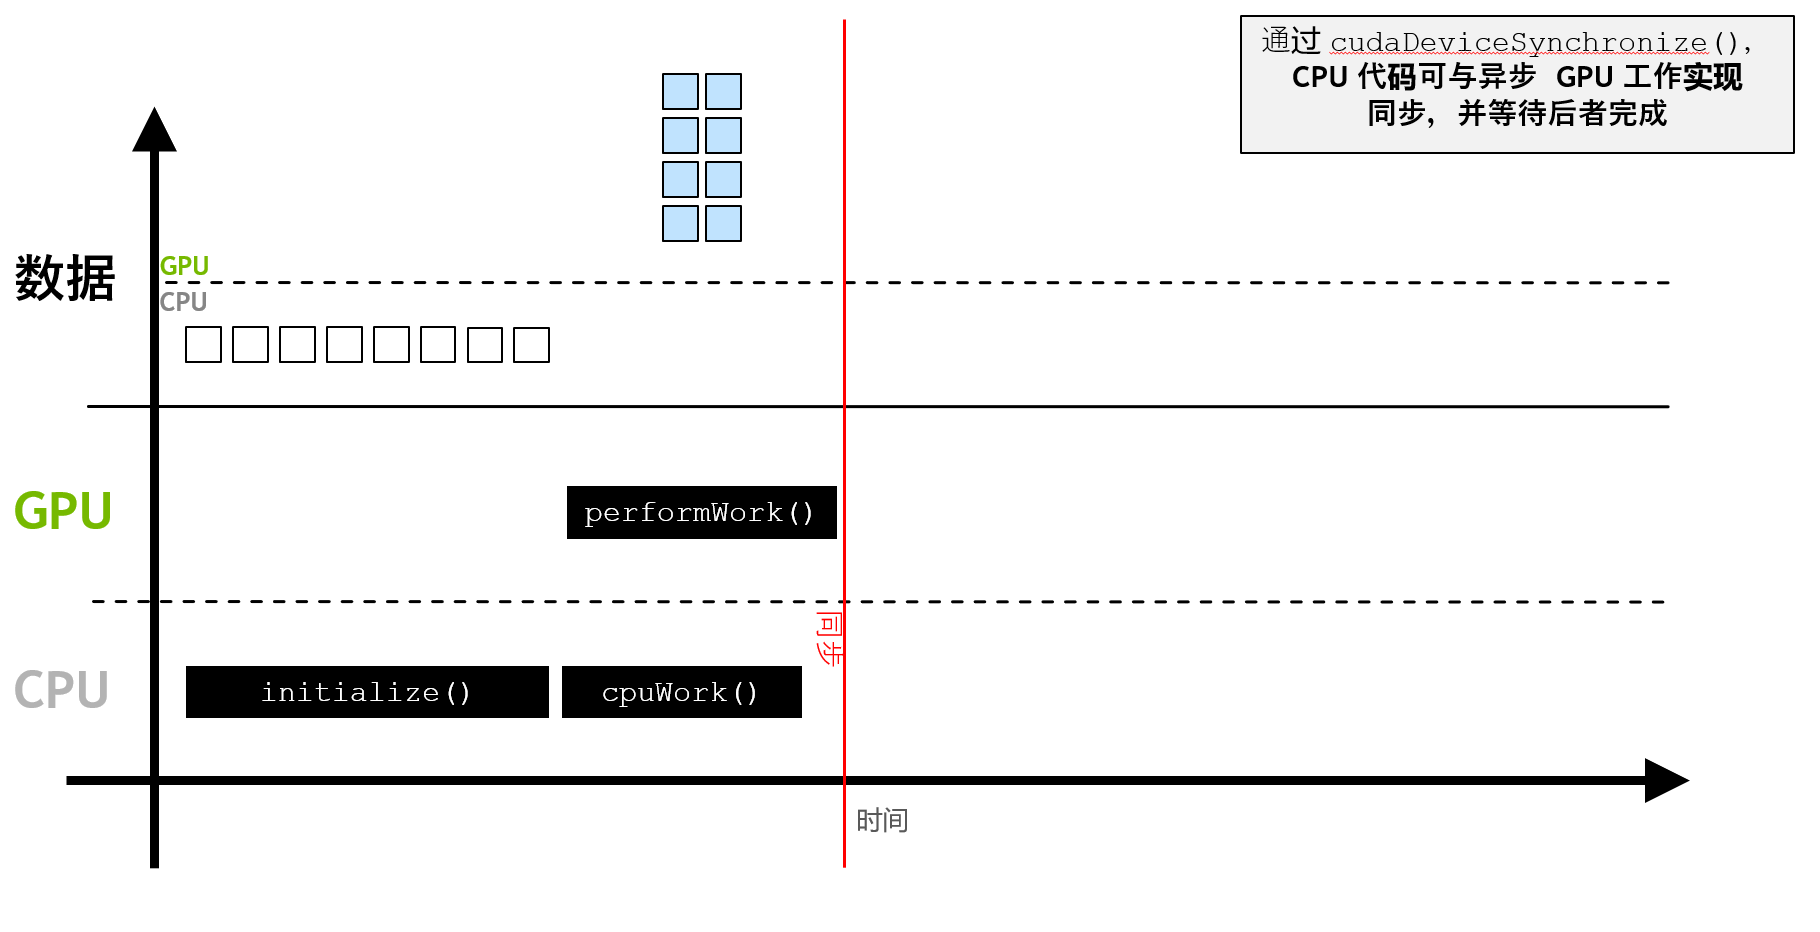 通过 cudaDeviceSynchronize()，
CPU 代码可与异步 GPU 工作实现
同步，并等待后者完成
数据
GPU
CPU
GPU
performWork()
同步
CPU
initialize()
cpuWork()
时间